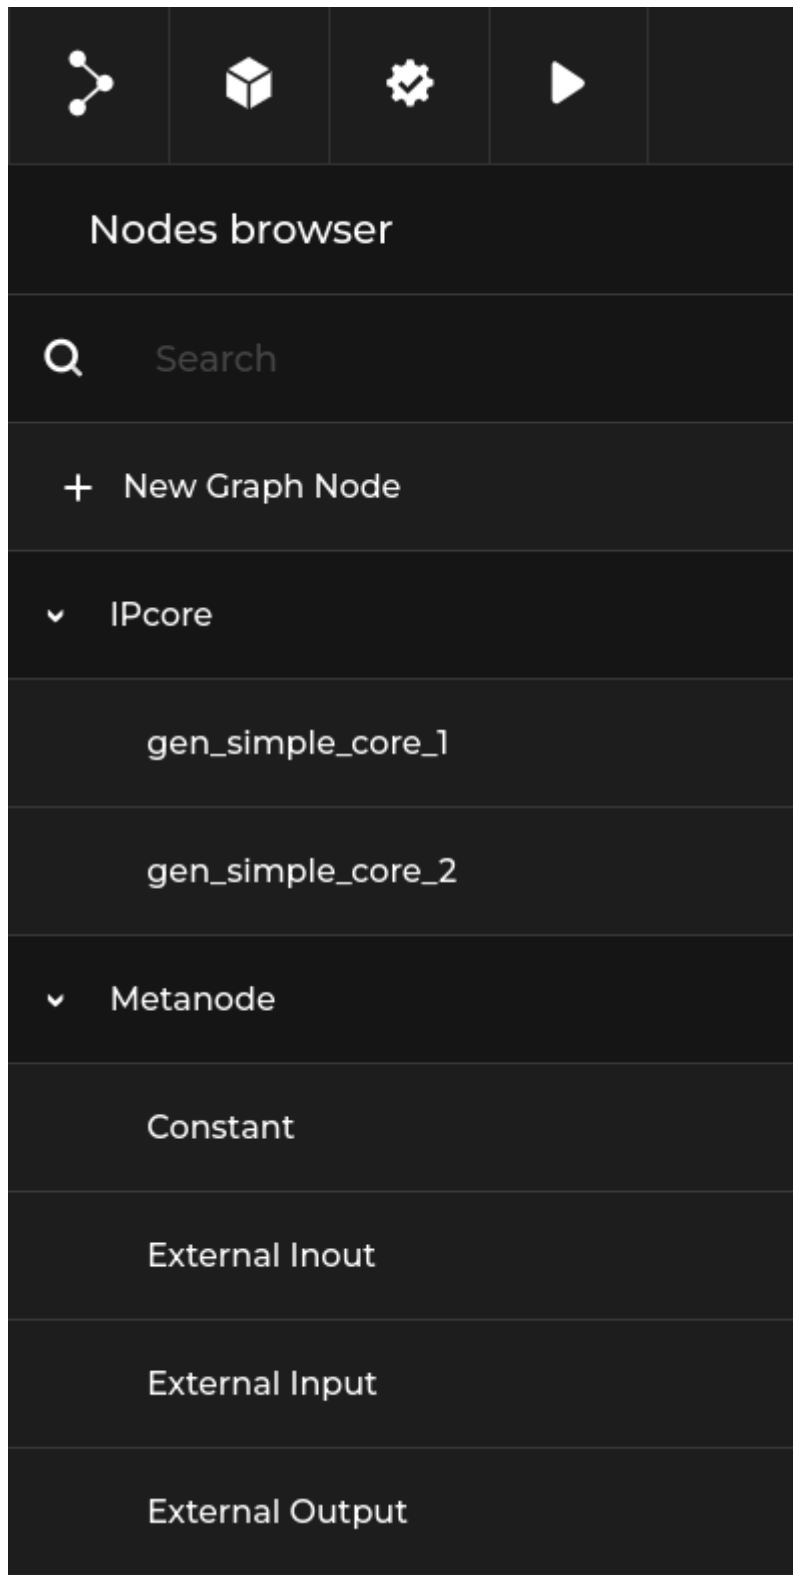 Nodes browser
Search
New Graph Node
IPcore
gen_simple_core_1
gen_simple_core_2
Metanode
Constant
External Inout
External Input
External Output